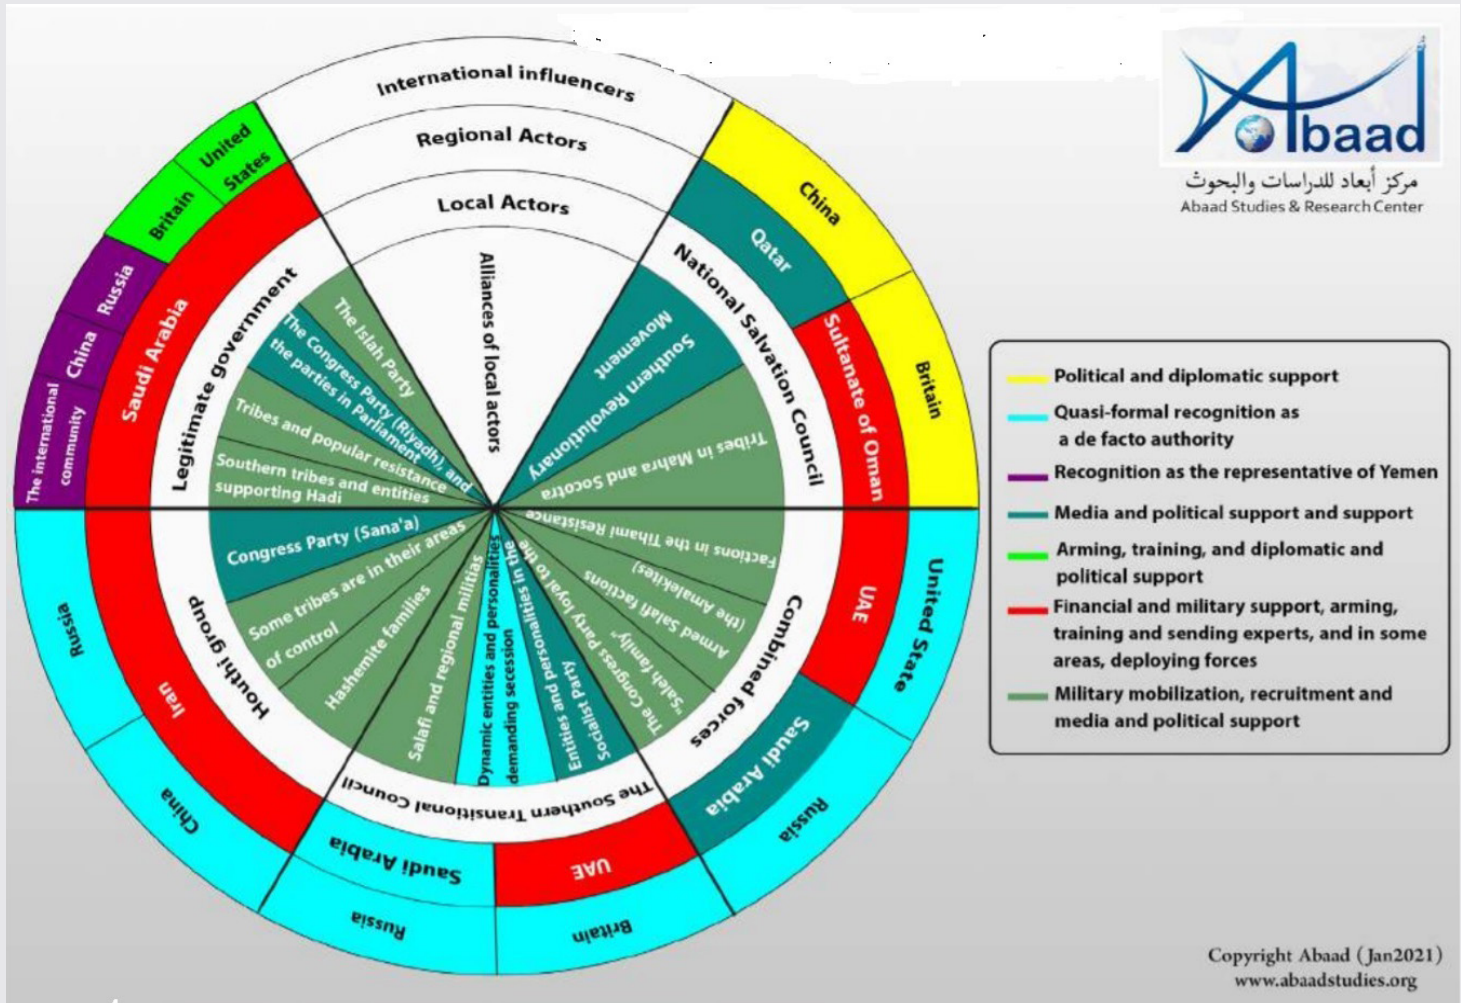 International influencers
Regional Actors
Local Actors
Alliances of local actors
China
Britain
Qatar
Sultanate of Oman
National Salvation Council
Southern Revolutionary
Movement
Tribes in Mahra and Socotra
United State
Russia
UAE
Saudi Arabia
Combined forces
Factions in the Tihami Resistance
Armed Salafi factions
(the Amalekites)
The Congress Party loyal to the
"Saleh family"
Britain
Russia
UAE
Saudi Arabia
The Southern Transitional Council
Entities and personalities in the
Socialist Party
Dynamic entities and personalities
demanding secession
Salafi and regional militias
China
Russia
Iran
Houthi group
Hashemite families
Some tribes are in their areas
of control
Congress Party (Sana'a)
The international
community
China
Russia
Britain
United
States
Saudi Arabia
Legitimate government
Southern tribes and entities
supporting Hadi
Tribes and popular resistance
The Congress Party (Riyadh), and
the parties in Parliament
The Islah Party
Abaad
مركز أبعاد للدراسات والبحوث
Abaad Studies & Research Center
Political and diplomatic support
Quasi-formal recognition as
a de facto authority
Recognition as the representative of Yemen
Media and political support and support
Arming, training, and diplomatic and
political support
Financial and military support, arming,
training and sending experts, and in some
areas, deploying forces
Military mobilization, recruitment and
media and political support
Copyright Abaad (Jan2021)
www.abaadstudies.org